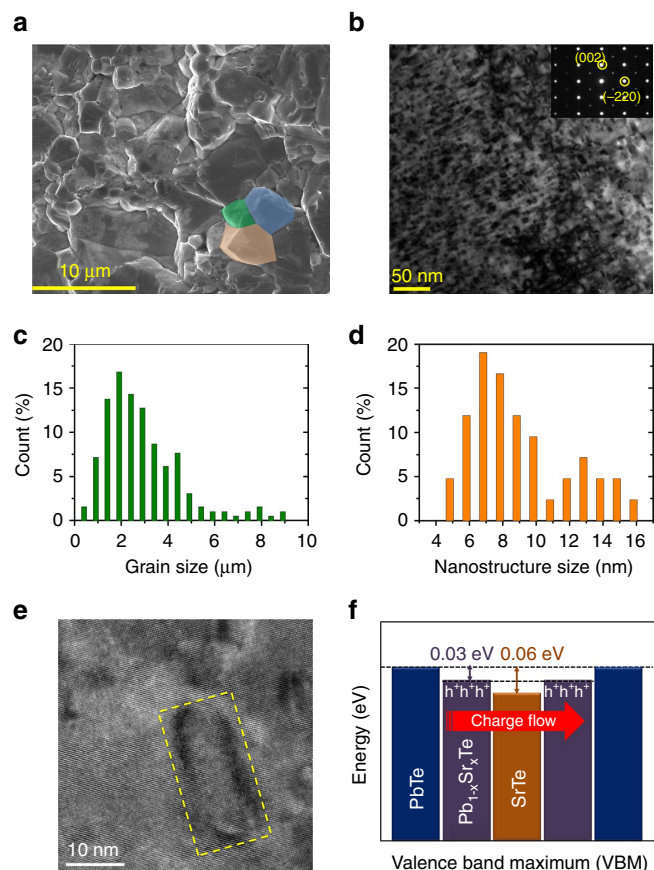 a
10 μm
b
(002)
(−220)
50 nm
c
20
15
10
5
0
Count (%)
0 2 4 6 8 10
Grain size (μm)
d
20
15
10
5
0
Count (%)
4 6 8 10 12 14 16
Nanostructure size (nm)
e
10 nm
f
0.03 eV 0.06 eV
h⁺h⁺h⁺ h⁺h⁺h⁺
Charge flow
Energy (eV)
PbTe
Pb₁₋ₓSrₓTe
SrTe
Valence band maximum (VBM)